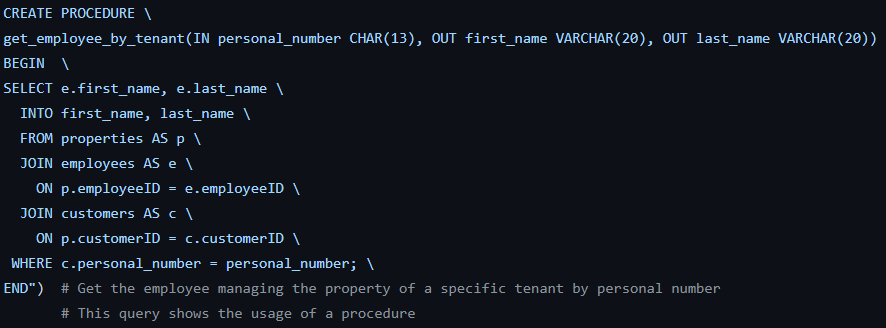 CREATE PROCEDURE \
get_employee_by_tenant(IN personal_number CHAR(13), OUT first_name VARCHAR(20), OUT last_name VARCHAR(20))
BEGIN  \
SELECT e.first_name, e.last_name \
  INTO first_name, last_name \
  FROM properties AS p \
  JOIN employees AS e \
    ON p.employeeID = e.employeeID \
  JOIN customers AS c \
    ON p.customerID = c.customerID \
 WHERE c.personal_number = personal_number; \
END")  # Get the employee managing the property of a specific tenant by personal number
       # This query shows the usage of a procedure